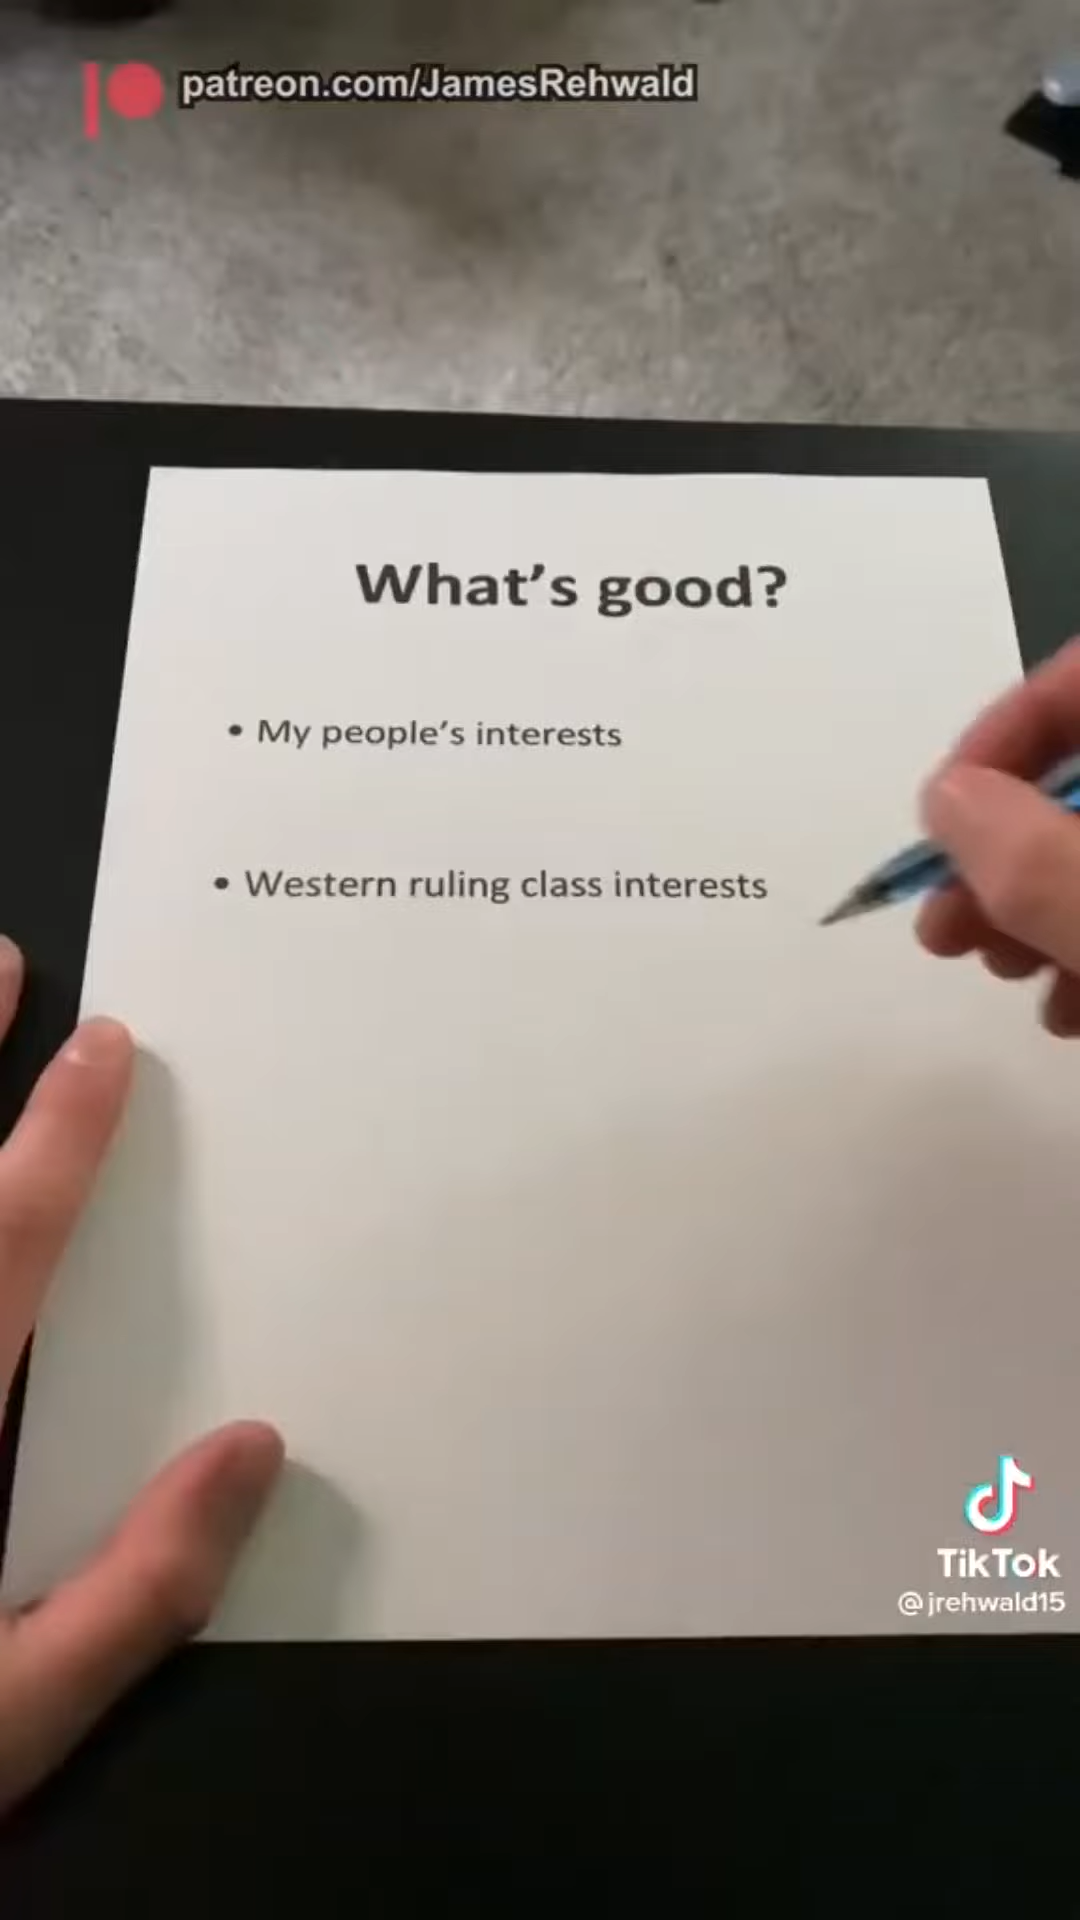 patreon.com/JamesRehwald
What's good?
• My people's interests
• Western ruling class interests
TikTok
@jrehwald15